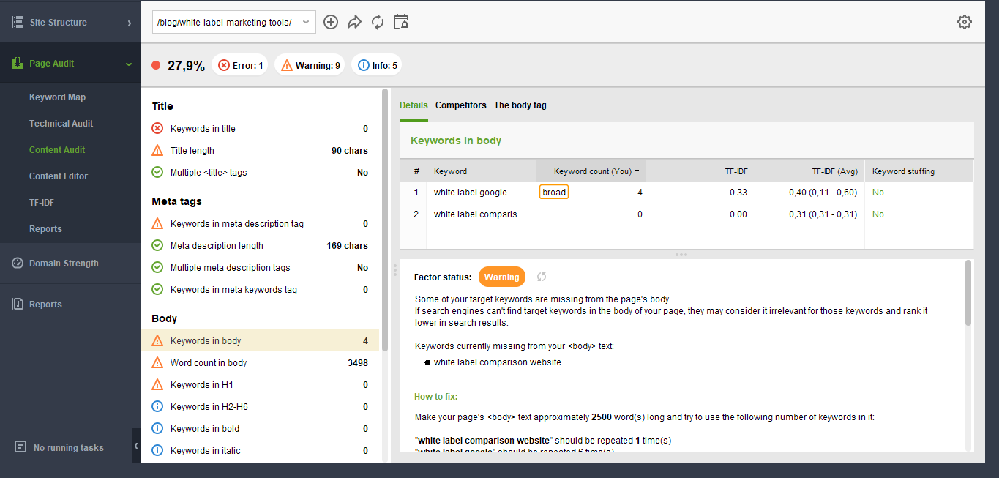 Site Structure
Page Audit
Keyword Map
Technical Audit
Content Audit
Content Editor
TF-IDF
Reports
Domain Strength
Reports
No running tasks
/blog/white-label-marketing-tools/
27,9% Error: 1 Warning: 9 Info: 5
Title
Keywords in title 0
Title length 90 chars
Multiple <title> tags No
Meta tags
Keywords in meta description tag 0
Meta description length 169 chars
Multiple meta description tags No
Keywords in meta keywords tag 0
Body
Keywords in body 4
Word count in body 3498
Keywords in H1 0
Keywords in H2-H6 0
Keywords in bold 0
Keywords in italic 0
Details Competitors The body tag
Keywords in body
# Keyword Keyword count (You) TF-IDF TF-IDF (Avg) Keyword stuffing
1 white label google broad 4 0.33 0,40 (0,11 - 0,60) No
2 white label comparis... 0 0.00 0,31 (0,31 - 0,31) No
Factor status: Warning
Some of your target keywords are missing from the page's body.
If search engines can't find target keywords in the body of your page, they may consider it irrelevant for those keywords and rank it
lower in search results.
Keywords currently missing from your <body> text:
● white label comparison website
How to fix:
Make your page's <body> text approximately 2500 word(s) long and try to use the following number of keywords in it:
"white label comparison website" should be repeated 1 time(s)
"white label google" should be repeated 6 time(s)